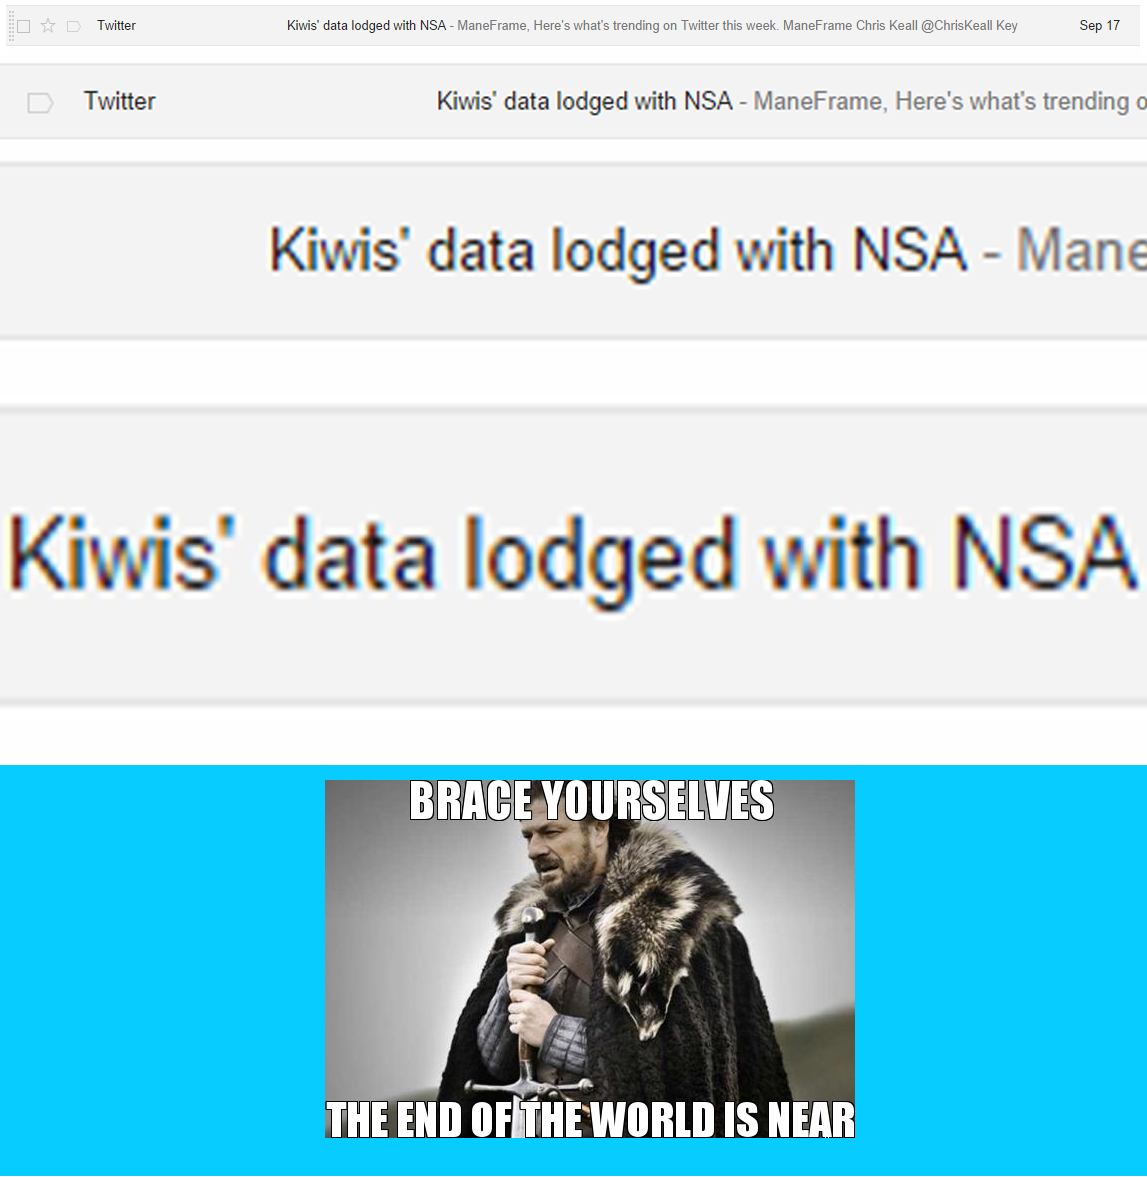 Twitter Kiwis' data lodged with NSA - ManeFrame, Here's what's trending on Twitter this week. ManeFrame Chris Keall @ChrisKeall Key Sep 17
Twitter Kiwis' data lodged with NSA - ManeFrame, Here's what's trending o
Kiwis' data lodged with NSA - Mane
Kiwis' data lodged with NSA
BRACE YOURSELVES
THE END OF THE WORLD IS NEAR